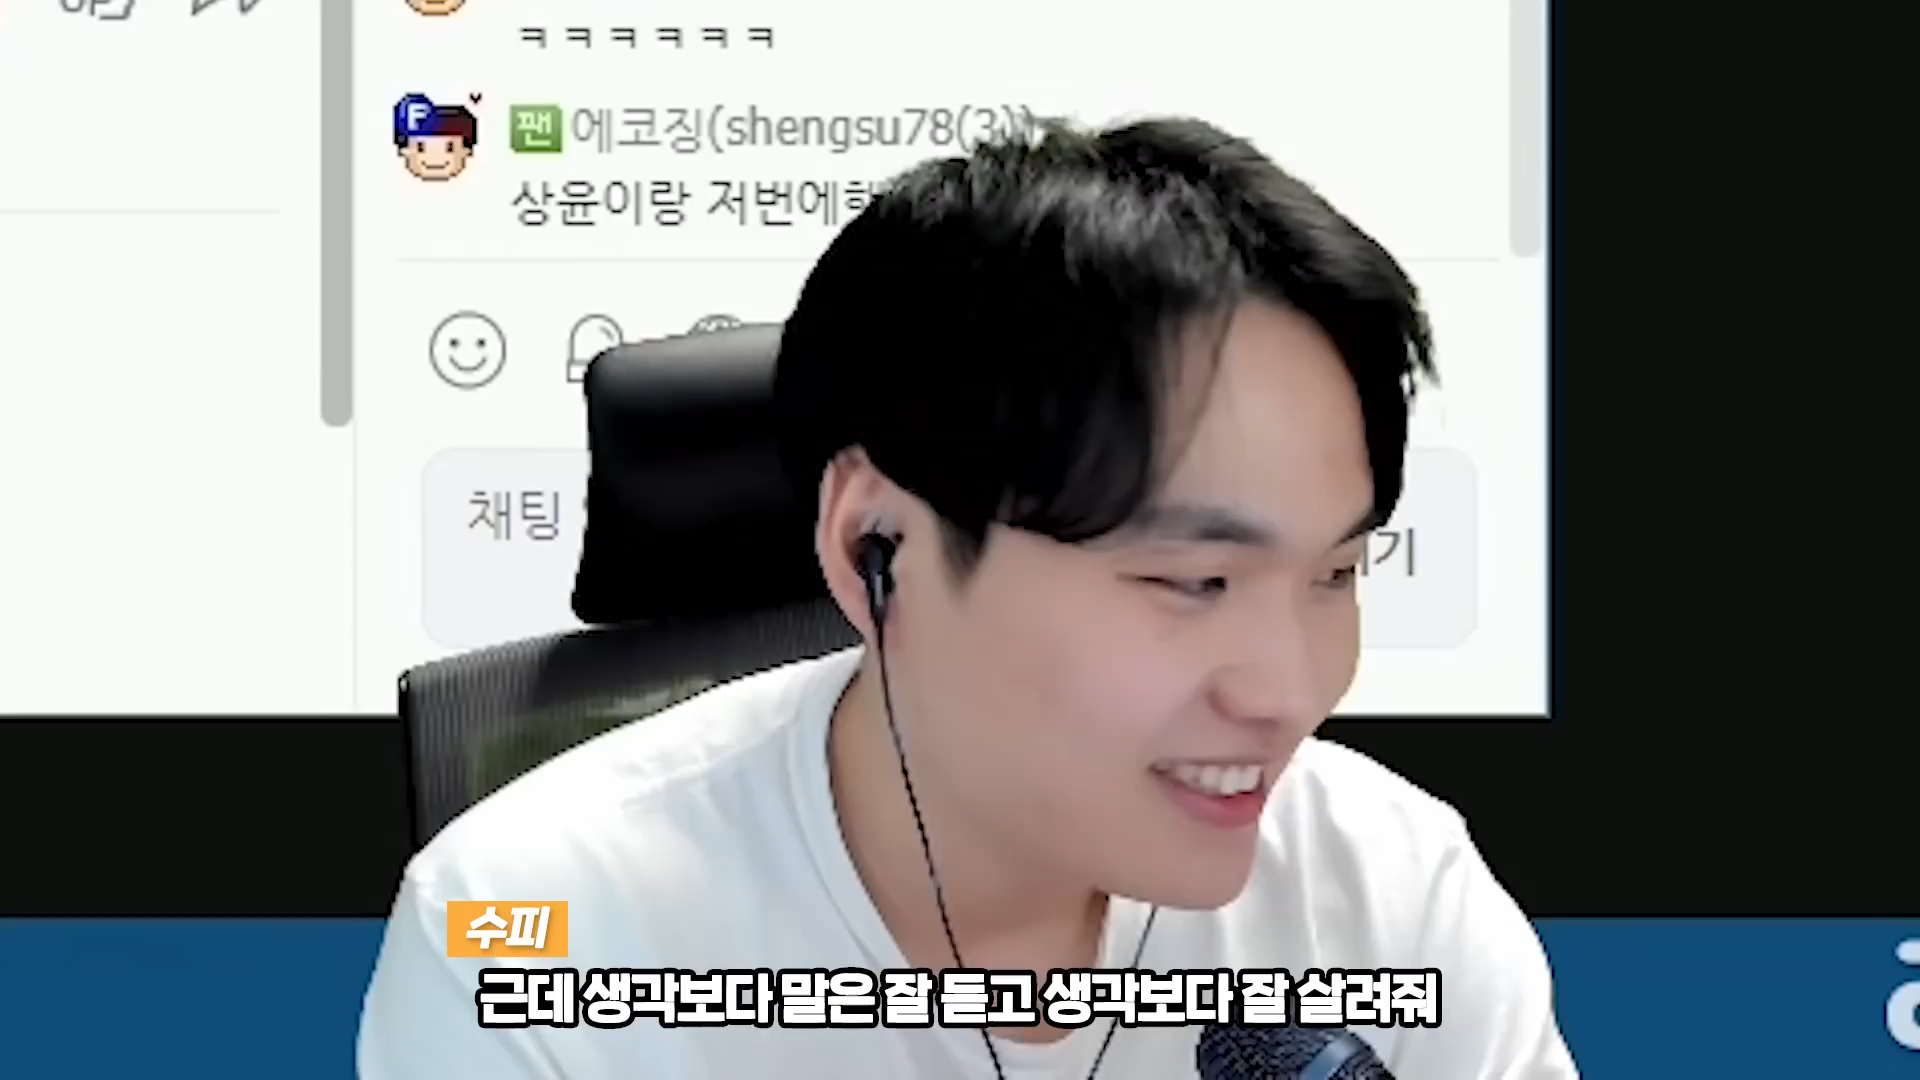 ㅋㅋㅋㅋㅋㅋ
F
팬 에코징(shengsu78(3))
상윤이랑 저번에
채팅
기
수피
근데 생각보다 말은 잘 듣고 생각보다 잘 살려줘